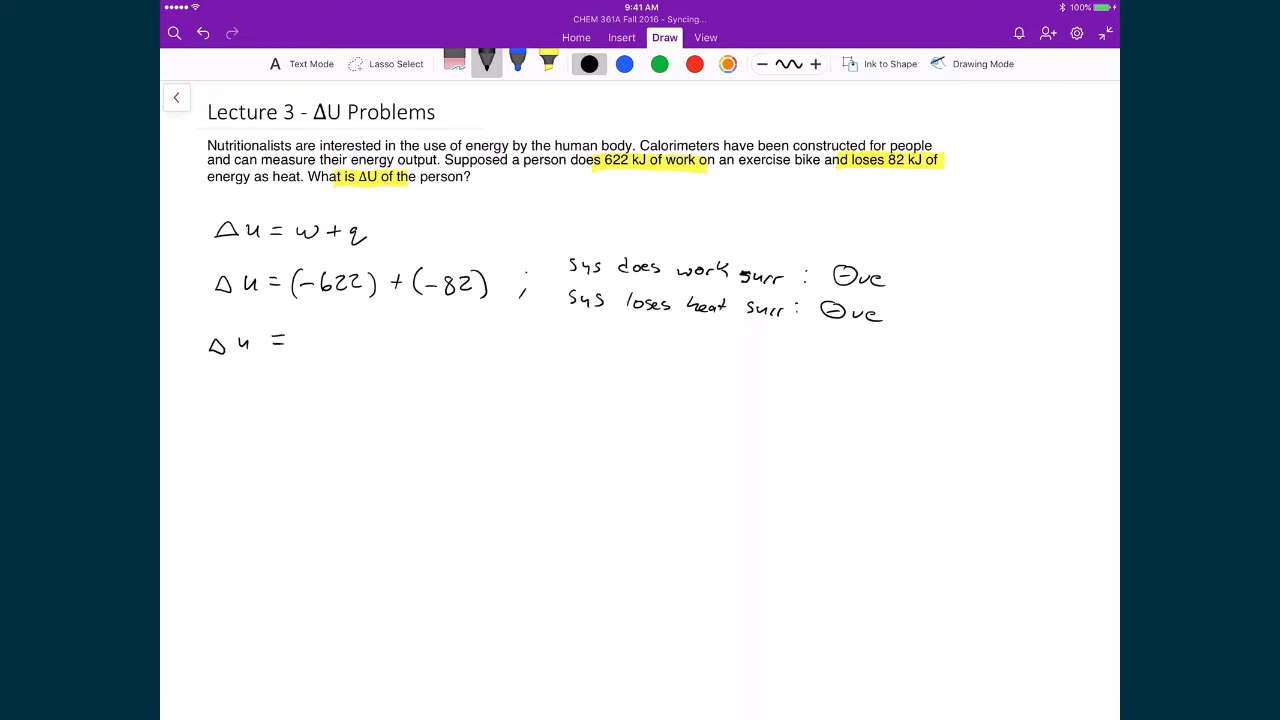 9:41 AM
100%
CHEM 361A Fall 2016 - Syncing...
Home Insert Draw View
A Text Mode Lasso Select Ink to Shape Drawing Mode
Lecture 3 - ΔU Problems
Nutritionalists are interested in the use of energy by the human body. Calorimeters have been constructed for people
and can measure their energy output. Supposed a person does 622 kJ of work on an exercise bike and loses 82 kJ of
energy as heat. What is ΔU of the person?
Δu = w + q
Δu = (-622) + (-82) ; sys does work surr : ⊖ve
sys loses heat surr : ⊖ve
Δu =